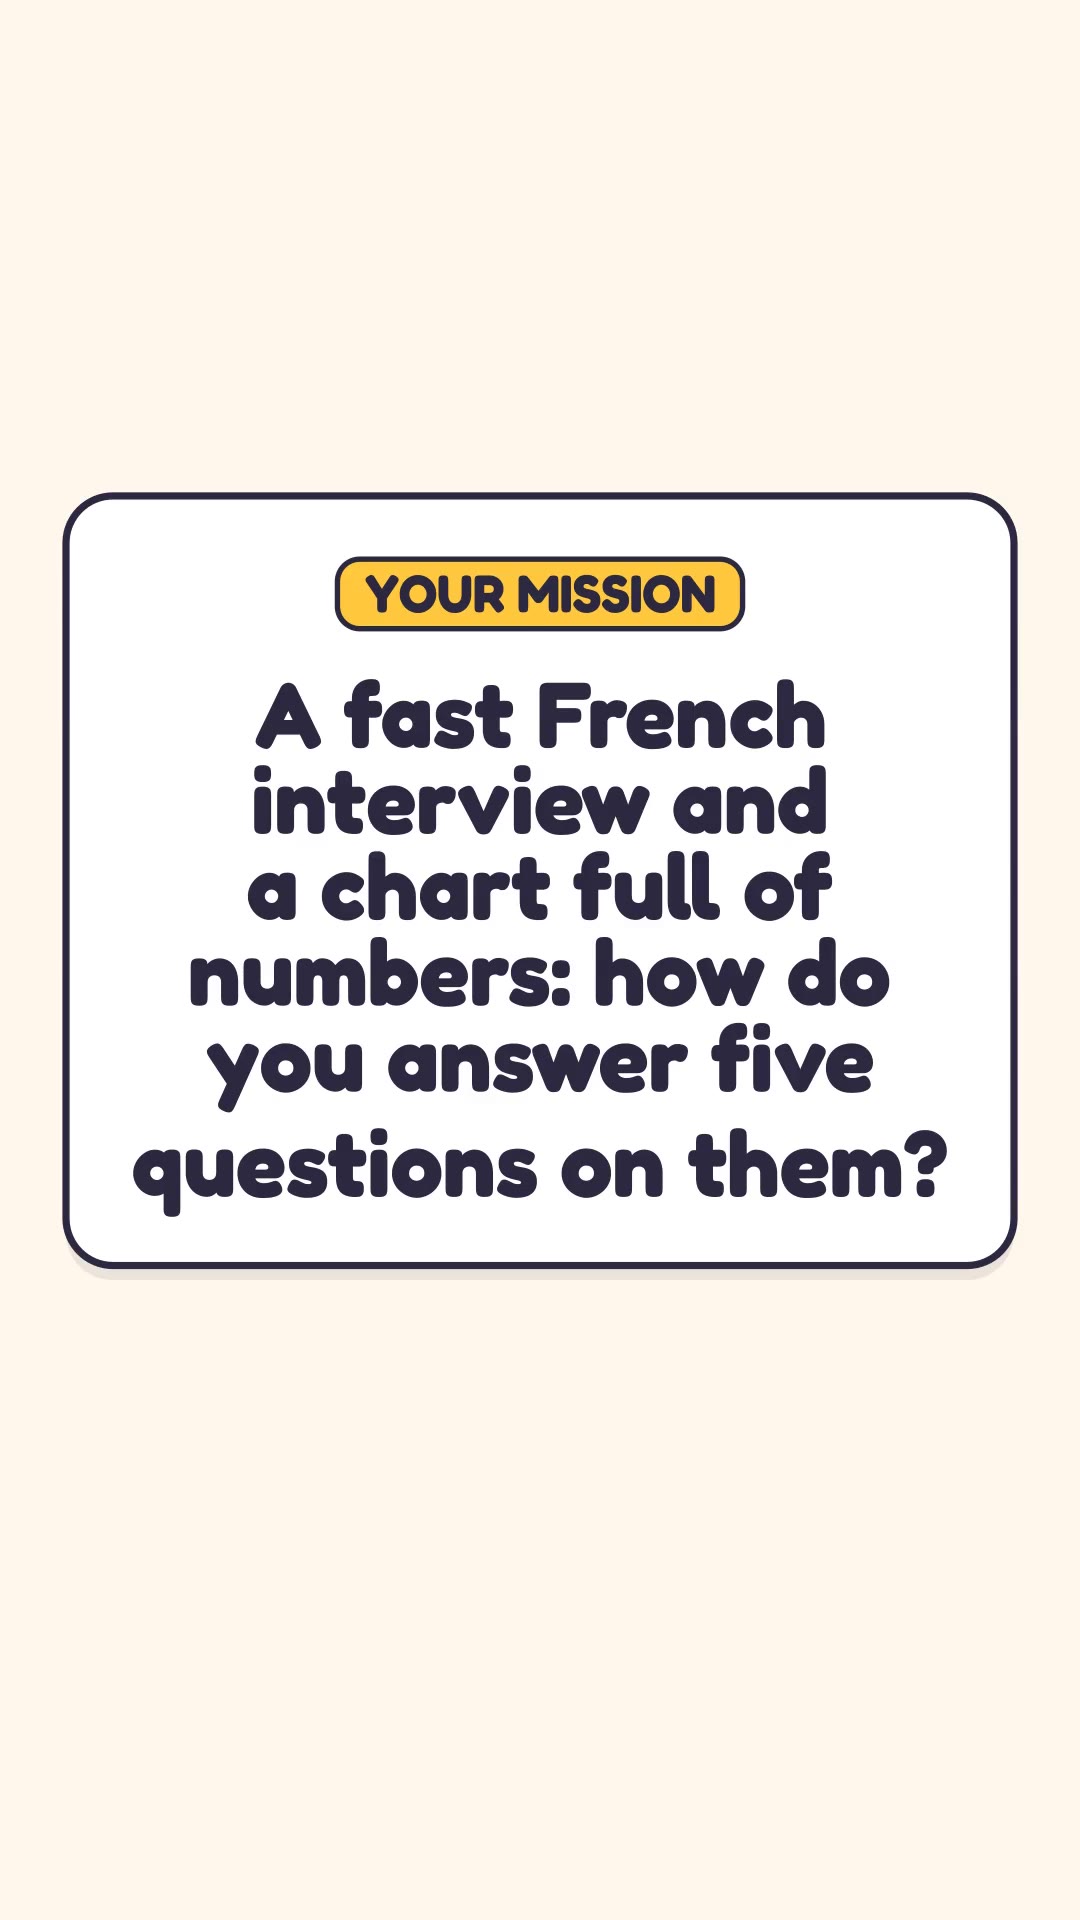 YOUR MISSION
A fast French
interview and
a chart full of
numbers: how do
you answer five
questions on them?